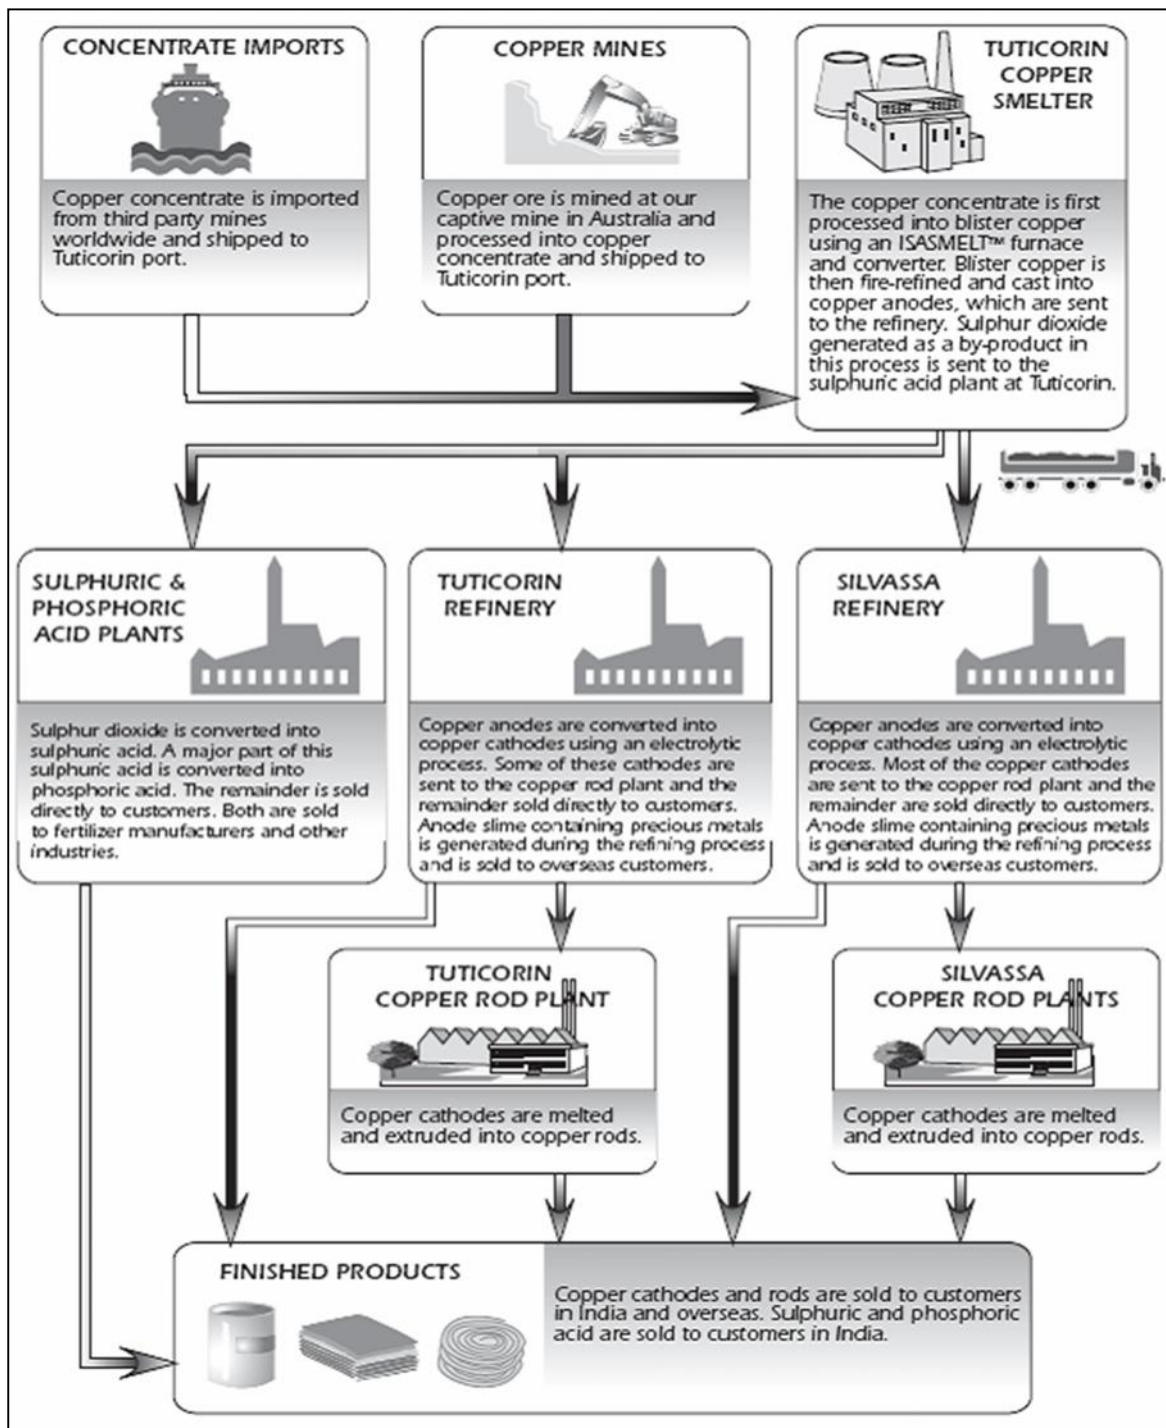 CONCENTRATE IMPORTS
Copper concentrate is imported
from third party mines
worldwide and shipped to
Tuticorin port.
COPPER MINES
Copper ore is mined at our
captive mine in Australia and
processed into copper
concentrate and shipped to
Tuticorin port.
TUTICORIN
COPPER
SMELTER
The copper concentrate is first
processed into blister copper
using an ISASMELT™ furnace
and converter. Blister copper is
then fire-refined and cast into
copper anodes, which are sent
to the refinery. Sulphur dioxide
generated as a by-product in
this process is sent to the
sulphuric acid plant at Tuticorin.
SULPHURIC &
PHOSPHORIC
ACID PLANTS
Sulphur dioxide is converted into
sulphuric acid. A major part of this
sulphuric acid is converted into
phosphoric acid. The remainder is sold
directly to customers. Both are sold
to fertilizer manufacturers and other
industries.
TUTICORIN
REFINERY
Copper anodes are converted into
copper cathodes using an electrolytic
process. Some of these cathodes are
sent to the copper rod plant and the
remainder sold directly to customers.
Anode slime containing precious metals
is generated during the refining process
and is sold to overseas customers.
SILVASSA
REFINERY
Copper anodes are converted into
copper cathodes using an electrolytic
process. Most of the copper cathodes
are sent to the copper rod plant and the
remainder are sold directly to customers.
Anode slime containing precious metals
is generated during the refining process
and is sold to overseas customers.
TUTICORIN
COPPER ROD PLANT
Copper cathodes are melted
and extruded into copper rods.
SILVASSA
COPPER ROD PLANTS
Copper cathodes are melted
and extruded into copper rods.
FINISHED PRODUCTS
Copper cathodes and rods are sold to customers
in India and overseas. Sulphuric and phosphoric
acid are sold to customers in India.